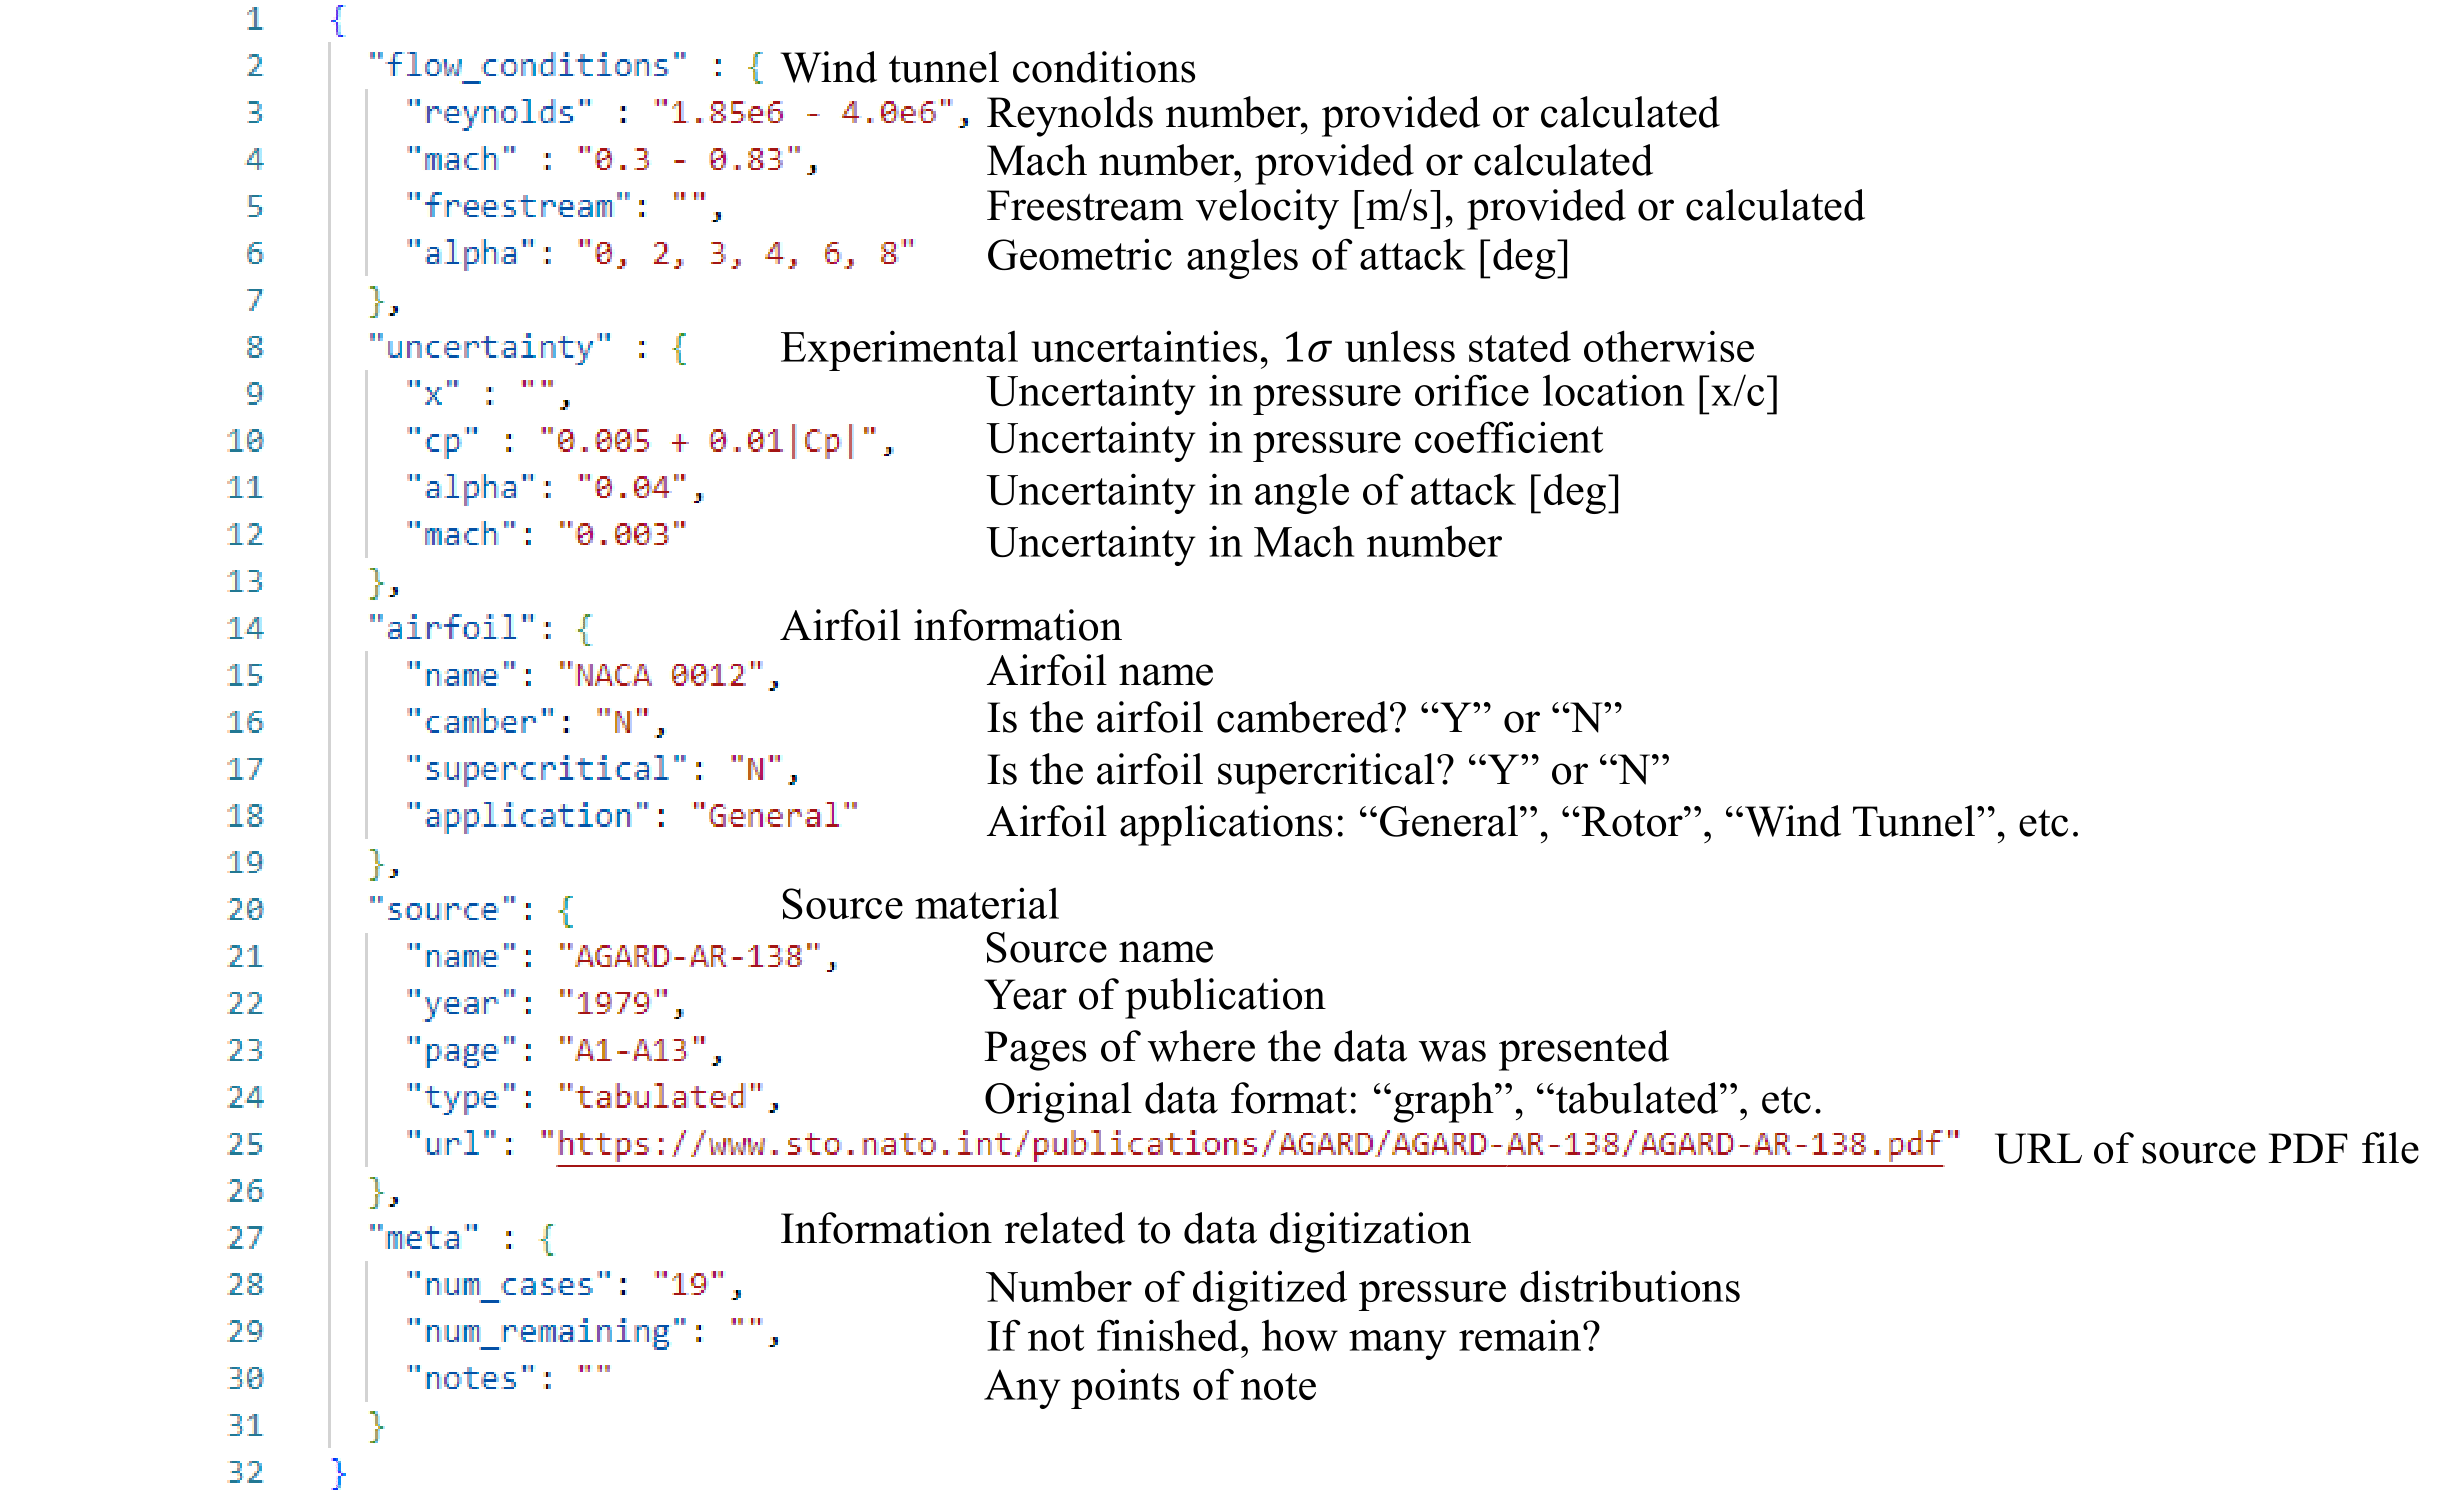 1 {
2 "flow_conditions" : { Wind tunnel conditions
3 "reynolds" : "1.85e6 - 4.0e6", Reynolds number, provided or calculated
4 "mach" : "0.3 - 0.83", Mach number, provided or calculated
5 "freestream": "", Freestream velocity [m/s], provided or calculated
6 "alpha": "0, 2, 3, 4, 6, 8" Geometric angles of attack [deg]
7 },
8 "uncertainty" : { Experimental uncertainties, 1σ unless stated otherwise
9 "x" : "", Uncertainty in pressure orifice location [x/c]
10 "cp" : "0.005 + 0.01|Cp|", Uncertainty in pressure coefficient
11 "alpha": "0.04", Uncertainty in angle of attack [deg]
12 "mach": "0.003" Uncertainty in Mach number
13 },
14 "airfoil": { Airfoil information
15 "name": "NACA 0012", Airfoil name
16 "camber": "N", Is the airfoil cambered? “Y” or “N”
17 "supercritical": "N", Is the airfoil supercritical? “Y” or “N”
18 "application": "General" Airfoil applications: “General”, “Rotor”, “Wind Tunnel”, etc.
19 },
20 "source": { Source material
21 "name": "AGARD-AR-138", Source name
22 "year": "1979", Year of publication
23 "page": "A1-A13", Pages of where the data was presented
24 "type": "tabulated", Original data format: “graph”, “tabulated”, etc.
25 "url": "https://www.sto.nato.int/publications/AGARD/AGARD-AR-138/AGARD-AR-138.pdf" URL of source PDF file
26 },
27 "meta" : { Information related to data digitization
28 "num_cases": "19", Number of digitized pressure distributions
29 "num_remaining": "", If not finished, how many remain?
30 "notes": "" Any points of note
31 }
32 }